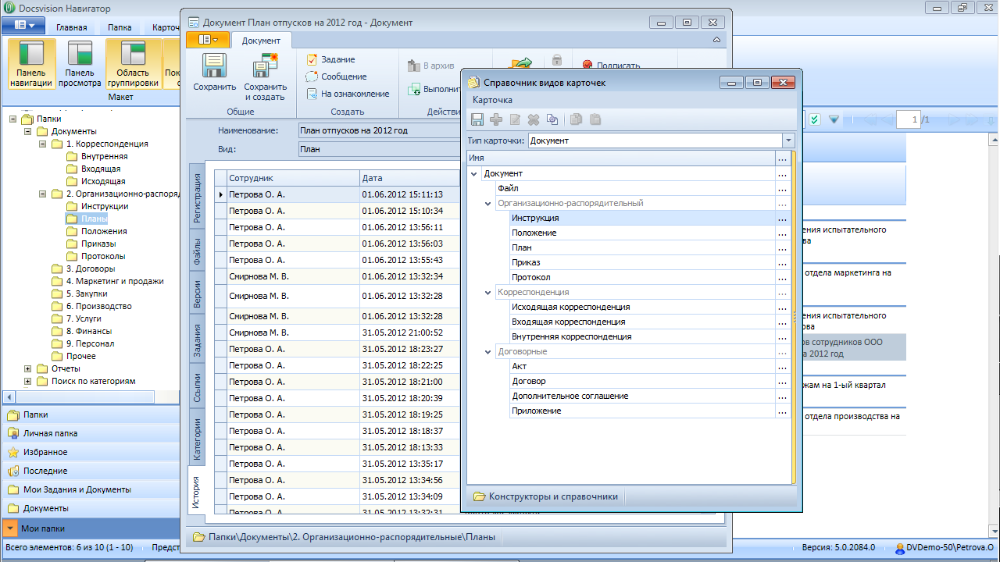 Docsvision Навигатор
Главная
Папка
Панель
навигации
Панель
просмотра
Область
группировки
Макет
Папки
Документы
1. Корреспонденция
Внутренняя
Входящая
Исходящая
Инструкции
Планы
Положения
Приказы
Протоколы
3. Договоры
4. Маркетинг и продажи
5. Закупки
6. Производство
7. Услуги
8. Финансы
9. Персонал
Прочее
Отчеты
Поиск по категориям
Папки
Личная папка
Избранное
Последние
Мои Задания и Документы
Документы
Мои папки
Всего элементов: 6 из 10 (1 - 10)
Документ План отпусков на 2012 год - Документ
Документ
Сохранить
Сохранить
и создать
Общие
Задание
Сообщение
На ознакомление
Создать
В архив
Подписать
Наименование: План отпусков на 2012 год
Вид: План
Регистрация
Файлы
Версии
Задания
Ссылки
Категории
История
Сотрудник Дата
Петрова О. А. 01.06.2012 15:11:13
Петрова О. А. 01.06.2012 15:10:34
Петрова О. А. 01.06.2012 13:56:11
Петрова О. А. 01.06.2012 13:56:03
Петрова О. А. 01.06.2012 13:55:43
Смирнова М. В. 01.06.2012 13:32:34
Смирнова М. В. 01.06.2012 13:32:28
Смирнова М. В. 01.06.2012 13:32:28
Смирнова М. В. 31.05.2012 21:00:52
Петрова О. А. 31.05.2012 18:23:27
Петрова О. А. 31.05.2012 18:22:25
Петрова О. А. 31.05.2012 18:21:00
Петрова О. А. 31.05.2012 18:20:39
Петрова О. А. 31.05.2012 18:19:25
Петрова О. А. 31.05.2012 18:18:37
Петрова О. А. 31.05.2012 18:13:33
Петрова О. А. 31.05.2012 13:35:17
Петрова О. А. 31.05.2012 13:34:56
Петрова О. А. 31.05.2012 13:34:09
Петрова О. А. 31.05.2012 13:32:31
Папки\Документы\2. Организационно-распорядительные\Планы
Справочник видов карточек
Карточка
Тип карточки: Документ
Имя ...
Документ ...
Файл ...
Организационно-распорядительный ...
Инструкция ...
Положение ...
План ...
Приказ ...
Протокол ...
Корреспонденция ...
Исходящая корреспонденция ...
Входящая корреспонденция ...
Внутренняя корреспонденция ...
Договорные ...
Акт ...
Договор ...
Дополнительное соглашение ...
Приложение ...
Конструкторы и справочники
1 /1
испытательного
отдела маркетинга на
испытательного
сотрудников ООО
а 2012 год
на 1-ый квартал
отдела производства на
Версия: 5.0.2084.0
DVDemo-50\Petrova.O